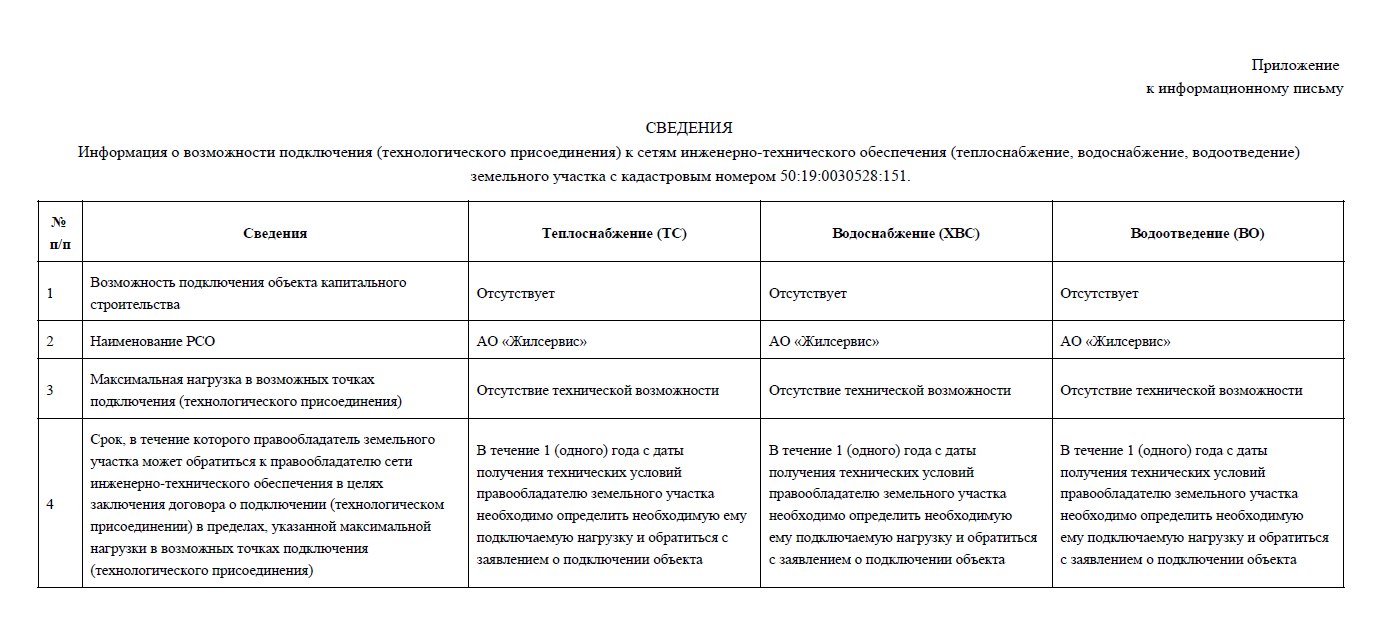 Приложение
к информационному письму
СВЕДЕНИЯ
Информация о возможности подключения (технологического присоединения) к сетям инженерно-технического обеспечения (теплоснабжение, водоснабжение, водоотведение)
земельного участка с кадастровым номером 50:19:0030528:151.
№
п/п
Сведения
Теплоснабжение (ТС)
Водоснабжение (ХВС)
Водоотведение (ВО)
1
Возможность подключения объекта капитального
строительства
Отсутствует
Отсутствует
Отсутствует
2
Наименование РСО
АО «Жилсервис»
АО «Жилсервис»
АО «Жилсервис»
3
Максимальная нагрузка в возможных точках
подключения (технологического присоединения)
Отсутствие технической возможности
Отсутствие технической возможности
Отсутствие технической возможности
4
Срок, в течение которого правообладатель земельного
участка может обратиться к правообладателю сети
инженерно-технического обеспечения в целях
заключения договора о подключении (технологическом
присоединении) в пределах, указанной максимальной
нагрузки в возможных точках подключения
(технологического присоединения)
В течение 1 (одного) года с даты
получения технических условий
правообладателю земельного участка
необходимо определить необходимую ему
подключаемую нагрузку и обратиться с
заявлением о подключении объекта
В течение 1 (одного) года с даты
получения технических условий
правообладателю земельного участка
необходимо определить необходимую
ему подключаемую нагрузку и обратиться
с заявлением о подключении объекта
В течение 1 (одного) года с даты
получения технических условий
правообладателю земельного участка
необходимо определить необходимую
ему подключаемую нагрузку и обратиться
с заявлением о подключении объекта